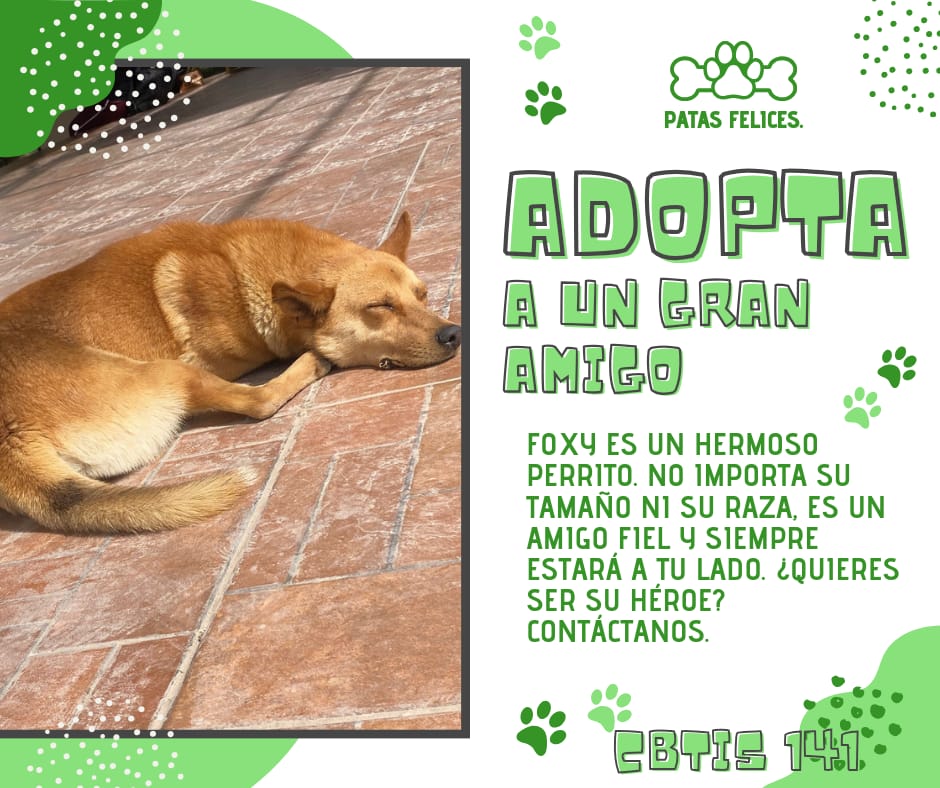 PATAS FELICES.
ADOPTA
A UN GRAN
AMIGO
FOXY ES UN HERMOSO
PERRITO. NO IMPORTA SU
TAMAÑO NI SU RAZA, ES UN
AMIGO FIEL Y SIEMPRE
ESTARÁ A TU LADO. ¿QUIERES
SER SU HÉROE?
CONTÁCTANOS.
CBTIS 141